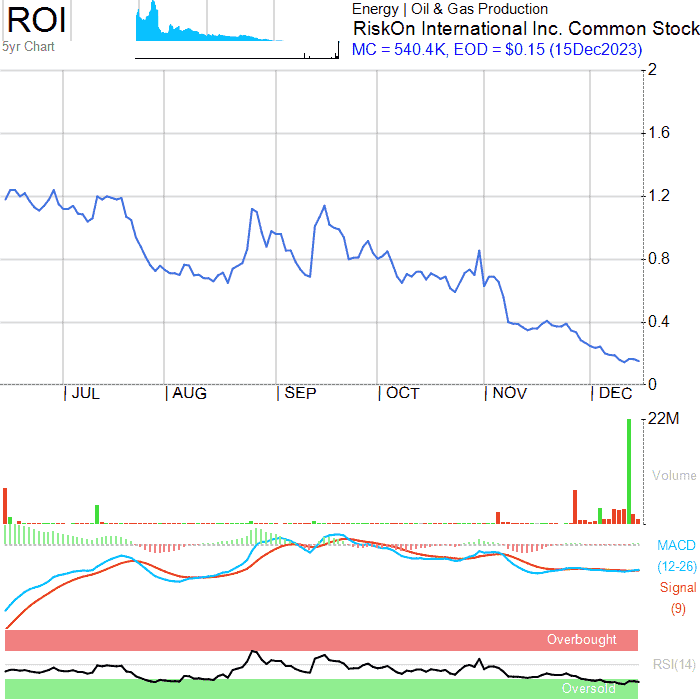 ROI
5yr Chart
Energy | Oil & Gas Production
RiskOn International Inc. Common Stock
MC = 540.4K, EOD = $0.15 (15Dec2023)
2
1.6
1.2
0.8
0.4
0
JUL
AUG
SEP
OCT
NOV
DEC
22M
Volume
MACD
(12-26)
Signal
(9)
Overbought
RSI(14)
Oversold